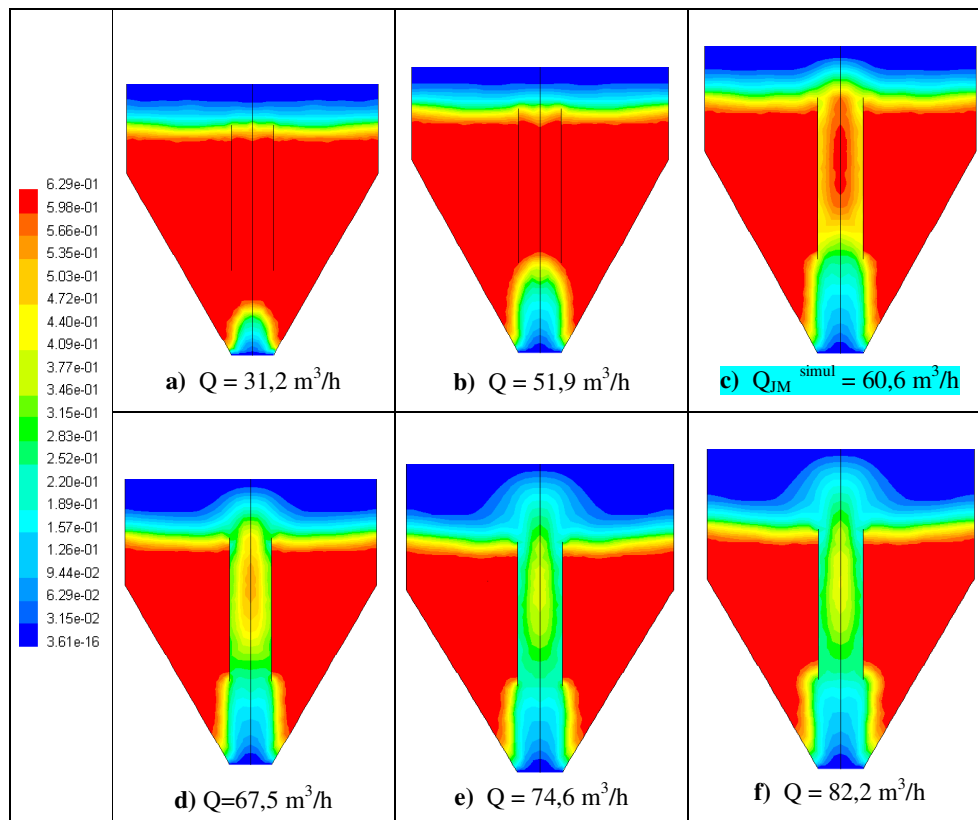 6.29e-01
5.98e-01
5.66e-01
5.35e-01
5.03e-01
4.72e-01
4.40e-01
4.09e-01
3.77e-01
3.46e-01
3.15e-01
2.83e-01
2.52e-01
2.20e-01
1.89e-01
1.57e-01
1.26e-01
9.44e-02
6.29e-02
3.15e-02
3.61e-16
a) Q = 31,2 m³/h
b) Q = 51,9 m³/h
c) Q_JM ^simul = 60,6 m³/h
d) Q=67,5 m³/h
e) Q = 74,6 m³/h
f) Q = 82,2 m³/h